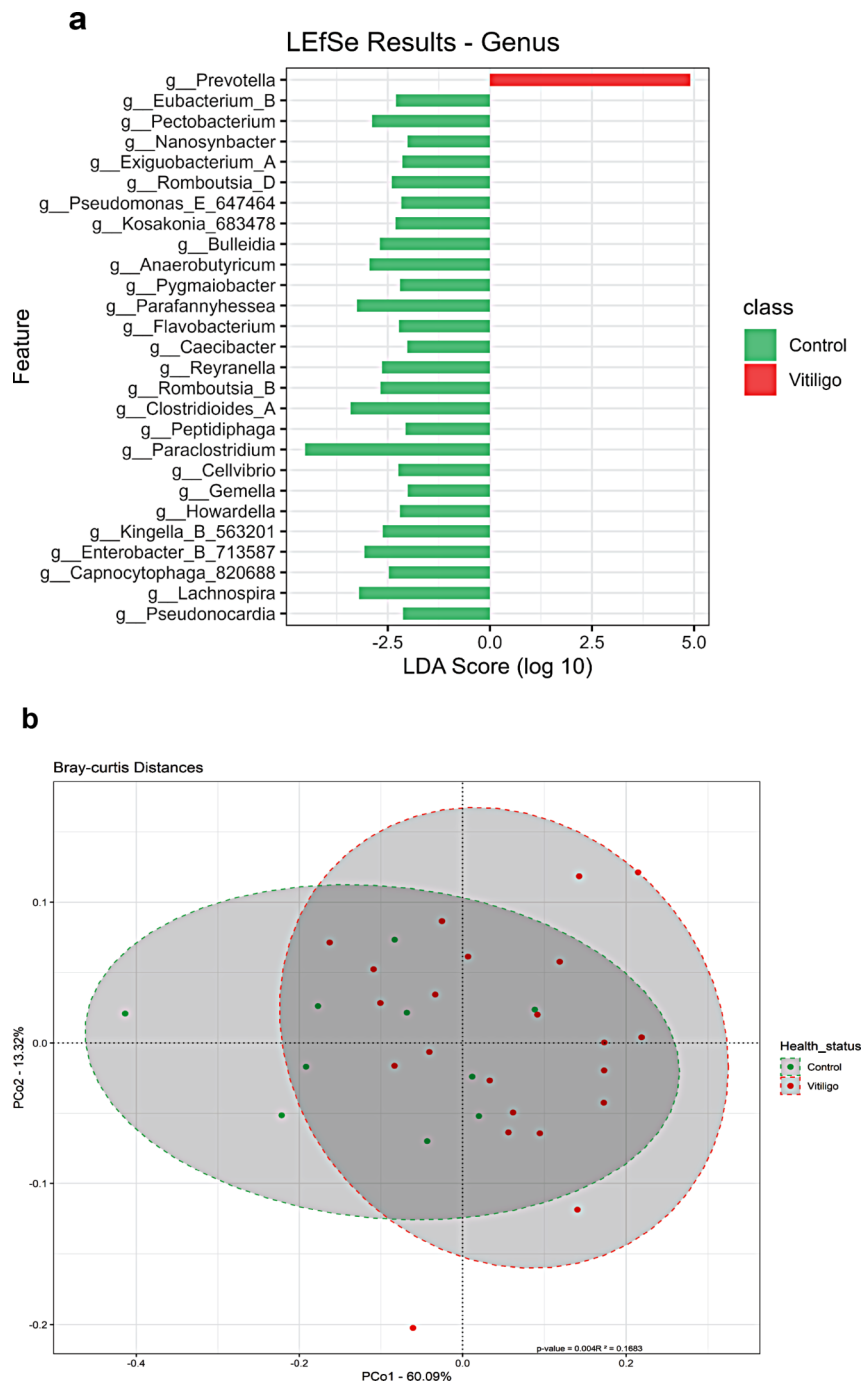 a
LEfSe Results - Genus
g__Prevotella
g__Eubacterium_B
g__Pectobacterium
g__Nanosynbacter
g__Exiguobacterium_A
g__Romboutsia_D
g__Pseudomonas_E_647464
g__Kosakonia_683478
g__Bulleidia
g__Anaerobutyricum
g__Pygmaiobacter
g__Parafannyhessea
g__Flavobacterium
g__Caecibacter
g__Reyranella
g__Romboutsia_B
g__Clostridioides_A
g__Peptidiphaga
g__Paraclostridium
g__Cellvibrio
g__Gemella
g__Howardella
g__Kingella_B_563201
g__Enterobacter_B_713587
g__Capnocytophaga_820688
g__Lachnospira
g__Pseudonocardia
Feature
-2.5 0.0 2.5 5.0
LDA Score (log 10)
class
Control
Vitiligo
b
Bray-curtis Distances
0.1
0.0
-0.1
-0.2
PCo2 - 13.32%
p-value = 0.004R ² = 0.1683
-0.4 -0.2 0.0 0.2
PCo1 - 60.09%
Health_status
Control
Vitiligo